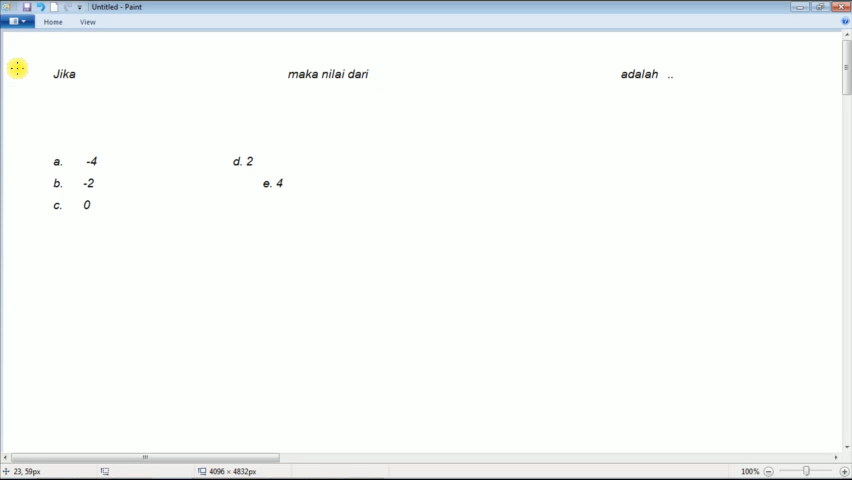 Untitled - Paint
Home View
Jika maka nilai dari adalah ..
a. -4 d. 2
b. -2 e. 4
c. 0
23, 59px 4096 × 4832px 100%